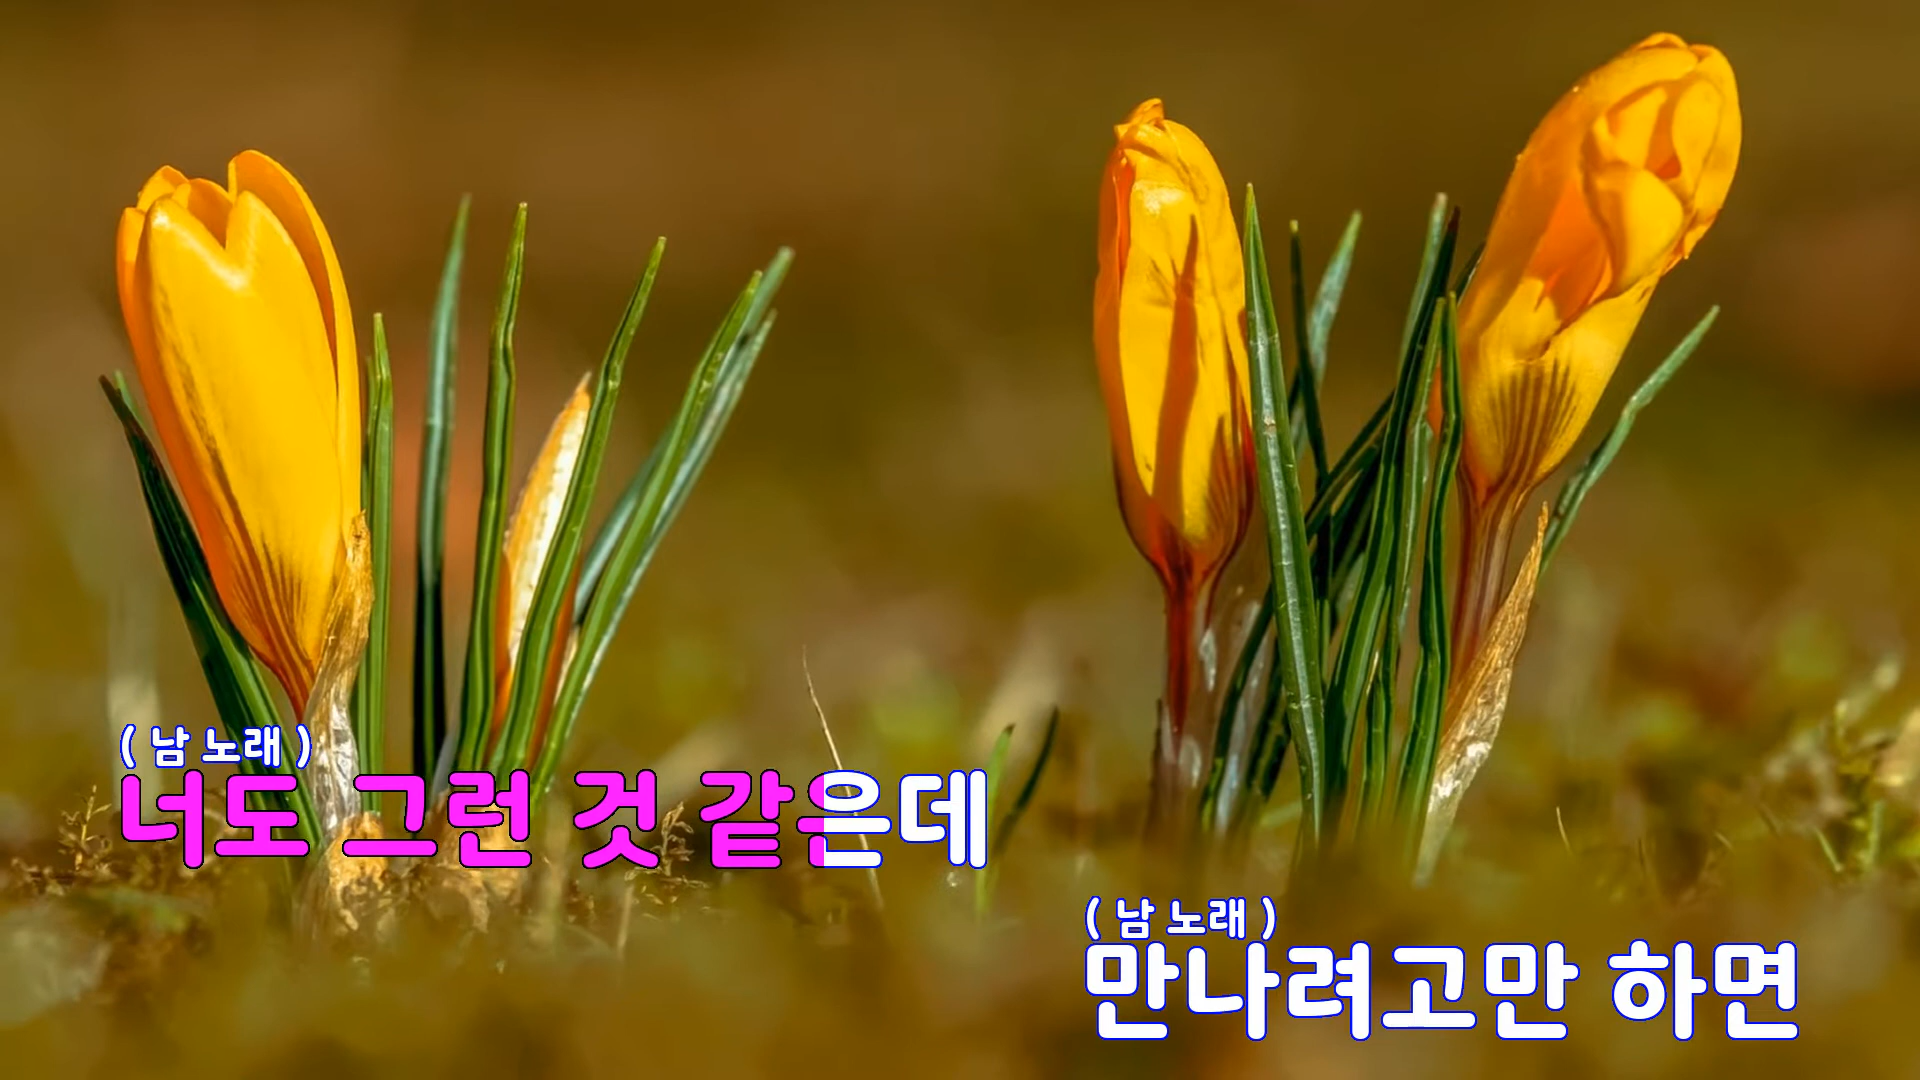 ( 남 노래 )
너도 그런 것 같은데
( 남 노래 )
만나려고만 하면